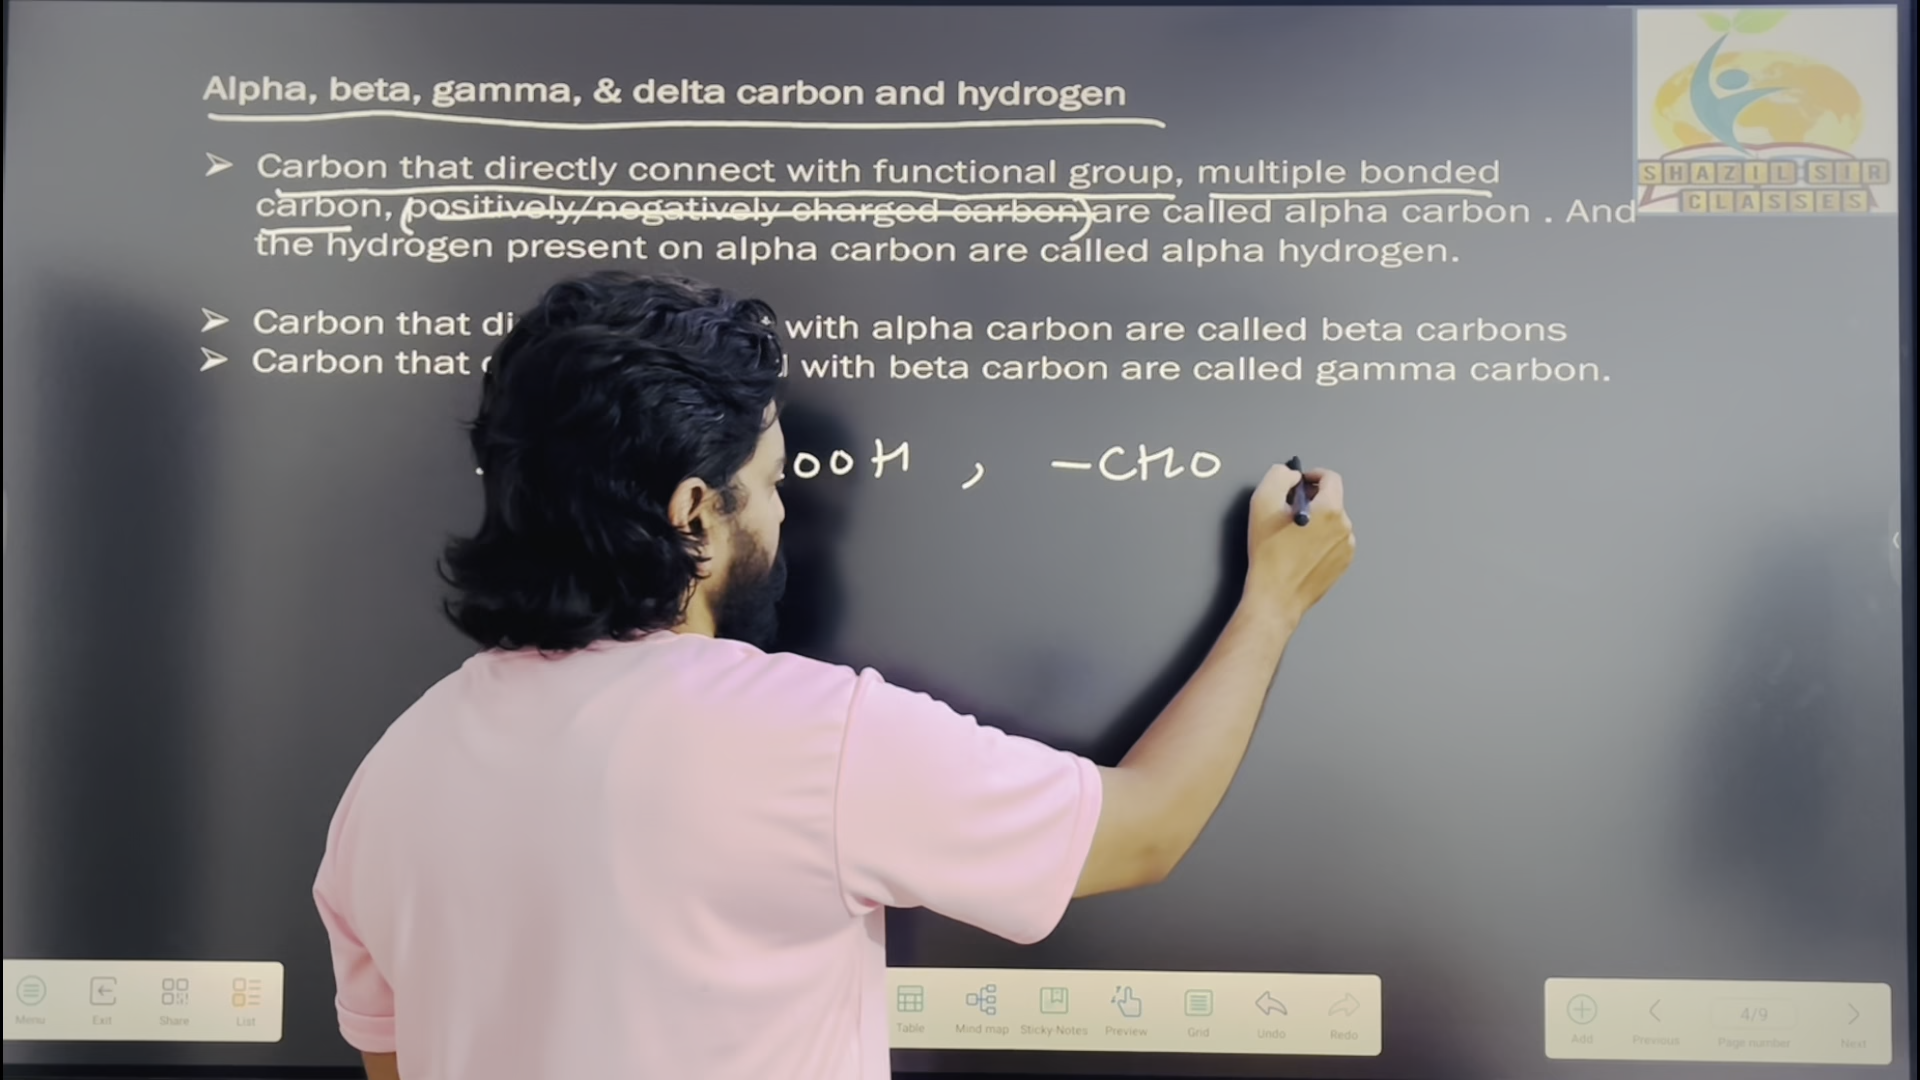 Alpha, beta, gamma, & delta carbon and hydrogen
➢ Carbon that directly connect with functional group, multiple bonded
carbon, (positively/negatively charged carbon) are called alpha carbon . And
the hydrogen present on alpha carbon are called alpha hydrogen.
➢ Carbon that with alpha carbon are called beta carbons
➢ Carbon that with beta carbon are called gamma carbon.
OOH , -CHO
SHAZIL SIR
CLASSES
Menu Exit Share List
Table Mind map Sticky-Notes Preview Grid Undo Redo
4/9
Add Previous Page number Next